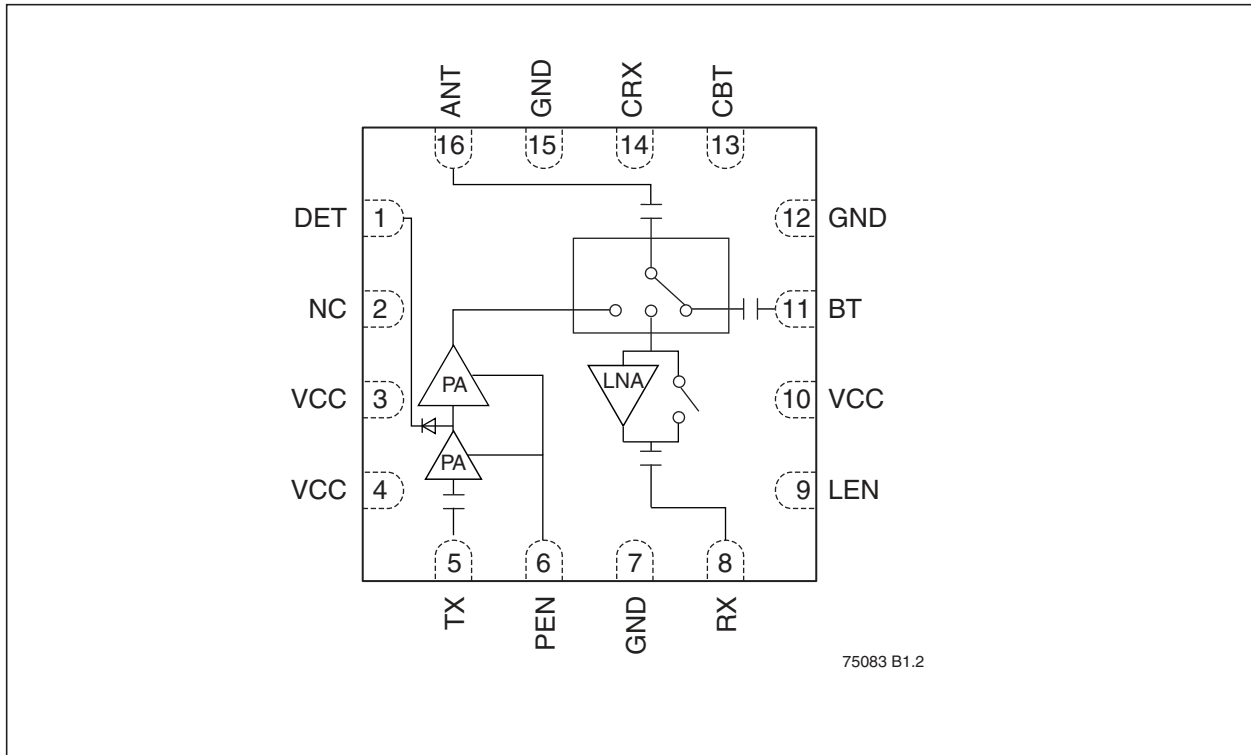 ANT GND CRX CBT
16 15 14 13
DET 1 12 GND
NC 2 11 BT
PA LNA
VCC 3 10 VCC
PA
VCC 4 9 LEN
5 6 7 8
TX PEN GND RX
75083 B1.2